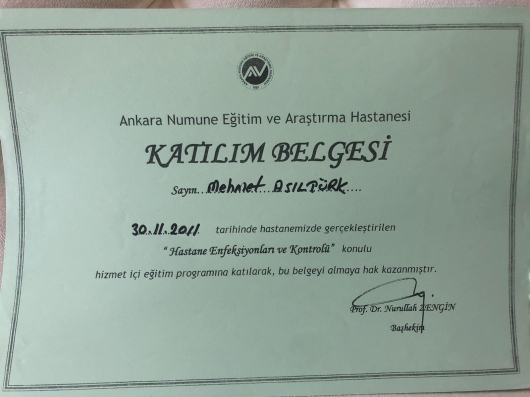 Ankara Numune Eğitim ve Araştırma Hastanesi
KATILIM BELGESİ
Sayın...Mehmet ASILTÜRK....
30.11.2011 tarihinde hastanemizde gerçekleştirilen
“Hastane Enfeksiyonları ve Kontrolü” konulu
hizmet içi eğitim programına katılarak, bu belgeyi almaya hak kazanmıştır.
Prof. Dr. Nurullah ZENGİN
Başhekim